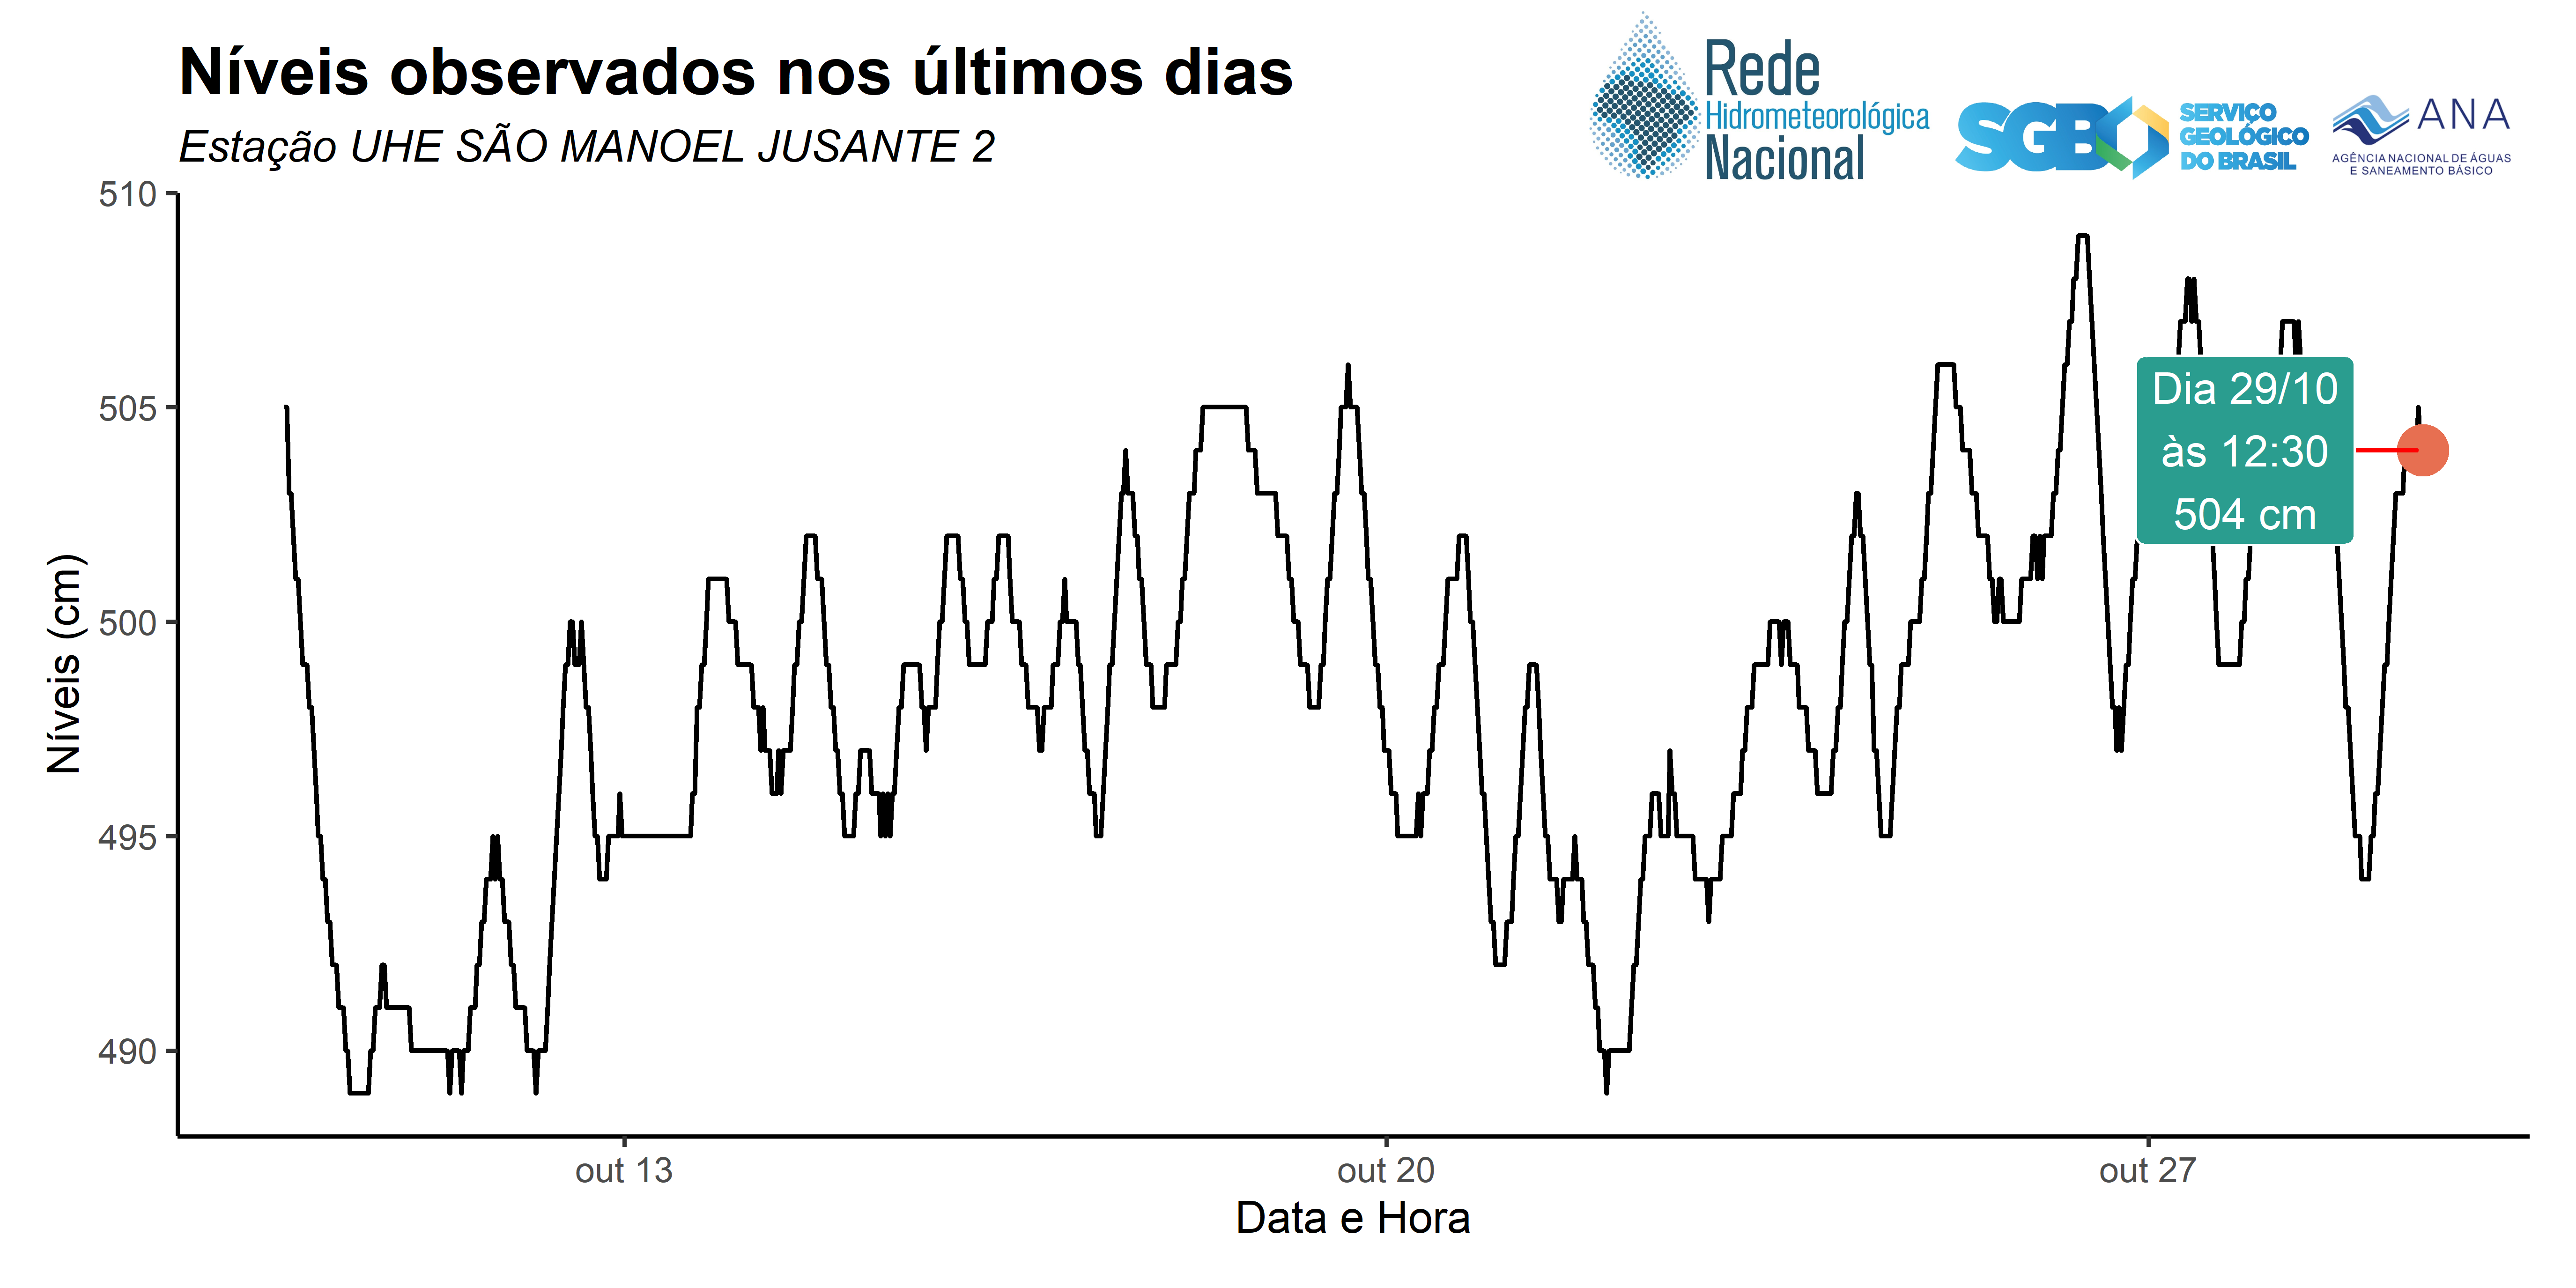 Níveis observados nos últimos dias
Estação UHE SÃO MANOEL JUSANTE 2
Rede
Hidrometeorológica
Nacional
SGB
SERVIÇO
GEOLÓGICO
DO BRASIL
ANA
AGÊNCIA NACIONAL DE ÁGUAS
E SANEAMENTO BÁSICO
510
505
500
495
490
Níveis (cm)
Dia 29/10
às 12:30
504 cm
out 13
out 20
out 27
Data e Hora